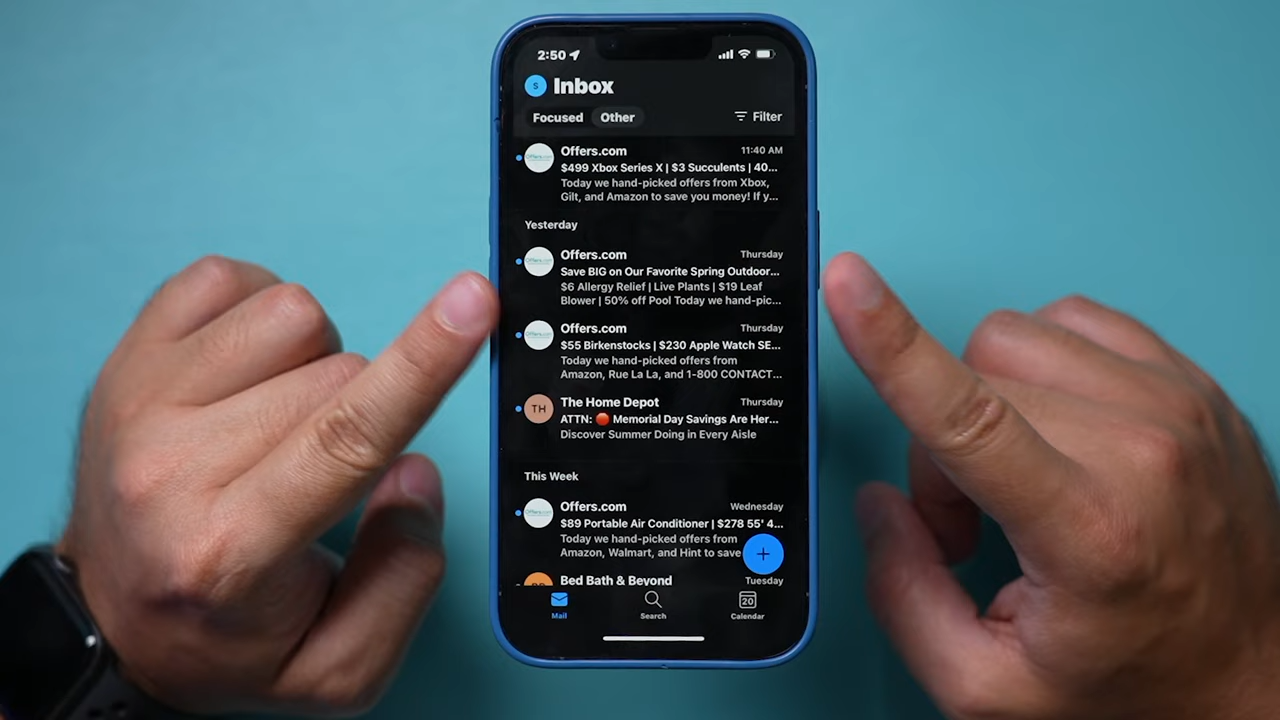 2:50
S
Inbox
Focused Other Filter
Offers.com 11:40 AM
$499 Xbox Series X | $3 Succulents | 40...
Today we hand-picked offers from Xbox,
Gilt, and Amazon to save you money! If y...
Yesterday
Offers.com Thursday
Save BIG on Our Favorite Spring Outdoor...
$6 Allergy Relief | Live Plants | $19 Leaf
Blower | 50% off Pool Today we hand-pic...
Offers.com Thursday
$55 Birkenstocks | $230 Apple Watch SE...
Today we hand-picked offers from
Amazon, Rue La La, and 1-800 CONTACT...
TH
The Home Depot Thursday
ATTN: 🔴 Memorial Day Savings Are Her...
Discover Summer Doing in Every Aisle
This Week
Offers.com Wednesday
$89 Portable Air Conditioner | $278 55' 4...
Today we hand-picked offers from
Amazon, Walmart, and Hint to save
Bed Bath & Beyond Tuesday
20
Mail Search Calendar